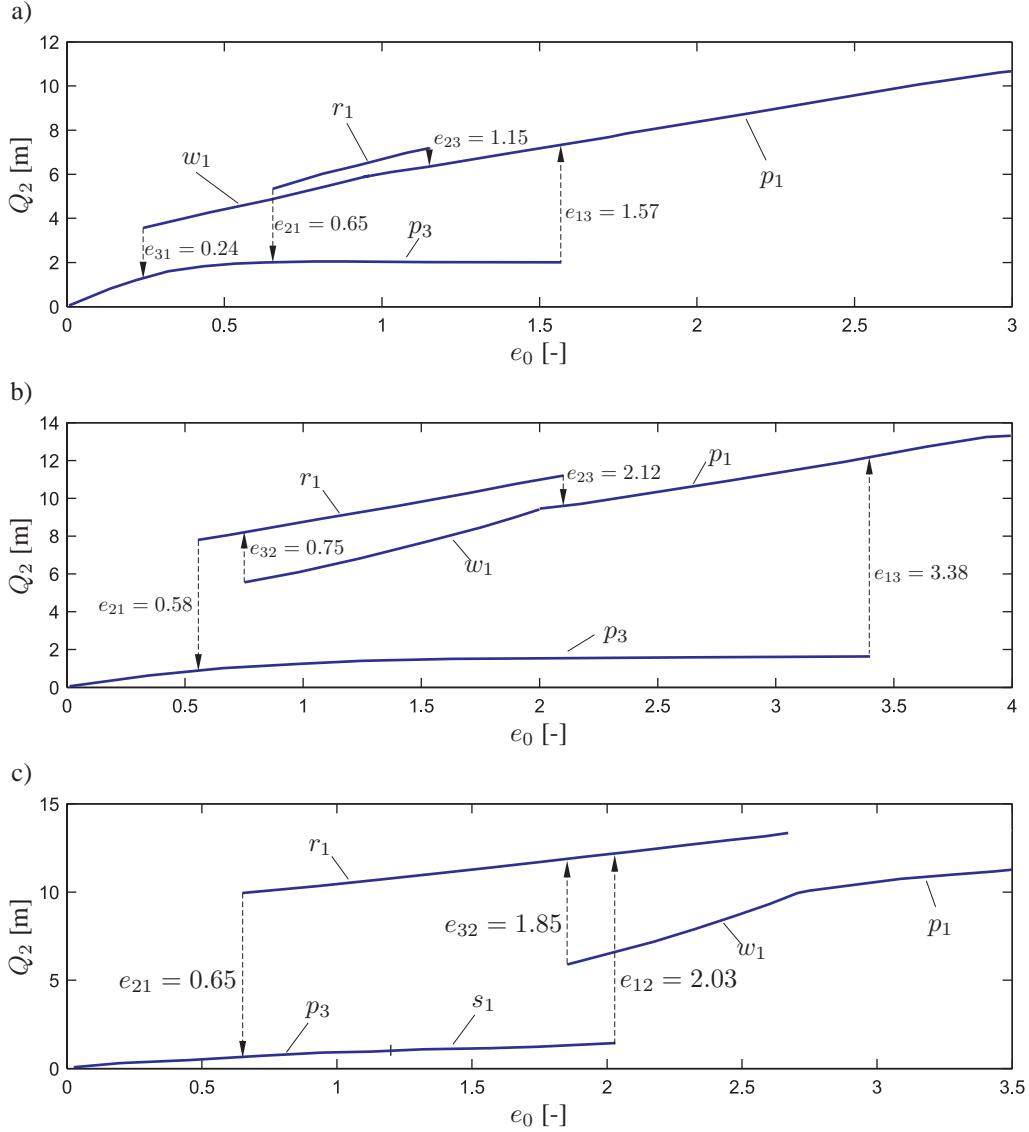 a)
12
10
8
6
4
2
0
Q₂ [m]
r₁
w₁
e₂₃ = 1.15
p₁
e₃₁ = 0.24
e₂₁ = 0.65
p₃
e₁₃ = 1.57
0 0.5 1 1.5 2 2.5 3
e₀ [-]
b)
14
12
10
8
6
4
2
0
Q₂ [m]
r₁
e₂₃ = 2.12
p₁
e₃₂ = 0.75
w₁
e₂₁ = 0.58
e₁₃ = 3.38
p₃
0 0.5 1 1.5 2 2.5 3 3.5 4
e₀ [-]
c)
15
10
5
0
Q₂ [m]
r₁
e₃₂ = 1.85
w₁
p₁
e₂₁ = 0.65
e₁₂ = 2.03
p₃
s₁
0 0.5 1 1.5 2 2.5 3 3.5
e₀ [-]